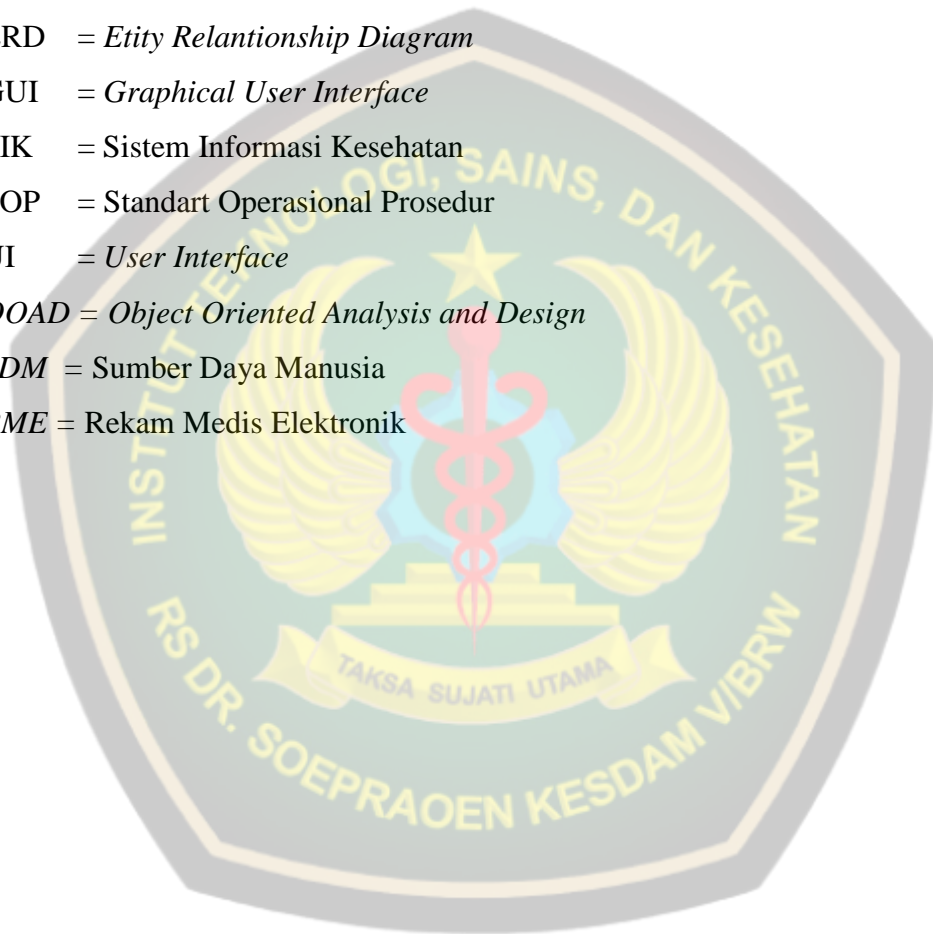 RD = Etity Relantionship Diagram
GUI = Graphical User Interface
IK = Sistem Informasi Kesehatan
OP = Standart Operasional Prosedur
UI = User Interface
OOAD = Object Oriented Analysis and Design
DM = Sumber Daya Manusia
ME = Rekam Medis Elektronik
INSTITUT TEKNOLOGI, SAINS, DAN KESEHATAN
TAKSA SUJATI UTAMA
RS DR. SOEPRAOEN KESDAM V/BRW